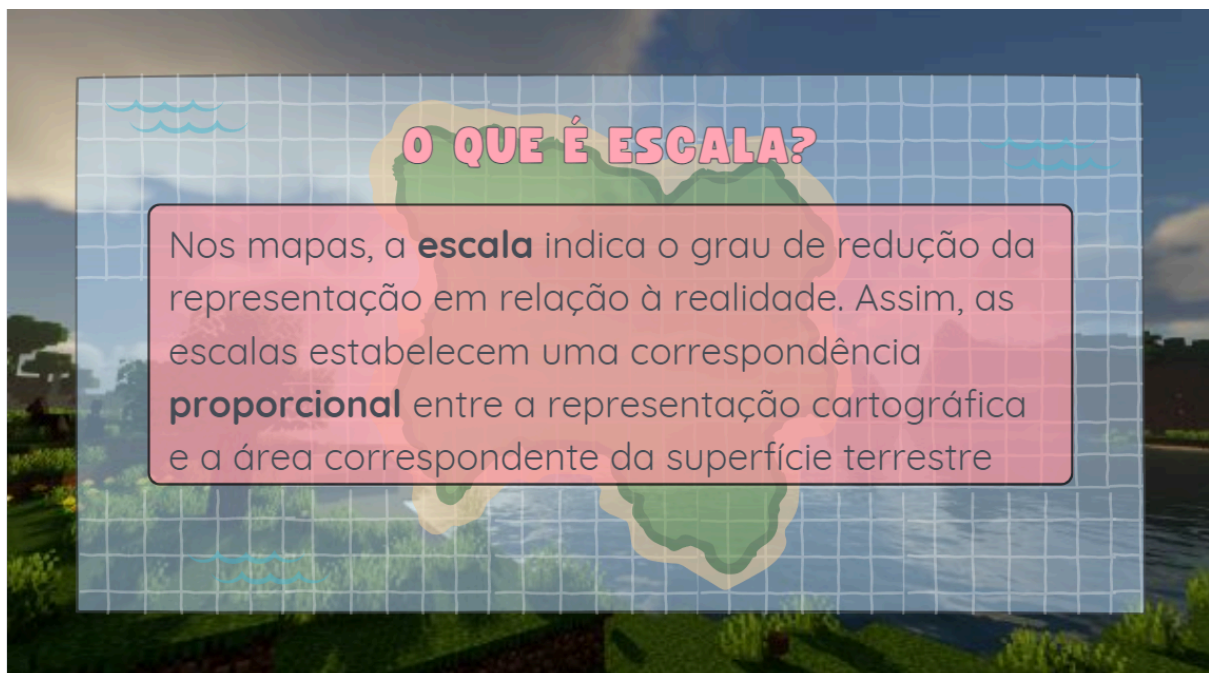 O QUE É ESCALA?
Nos mapas, a escala indica o grau de redução da
representação em relação à realidade. Assim, as
escalas estabelecem uma correspondência
proporcional entre a representação cartográfica
e a área correspondente da superfície terrestre